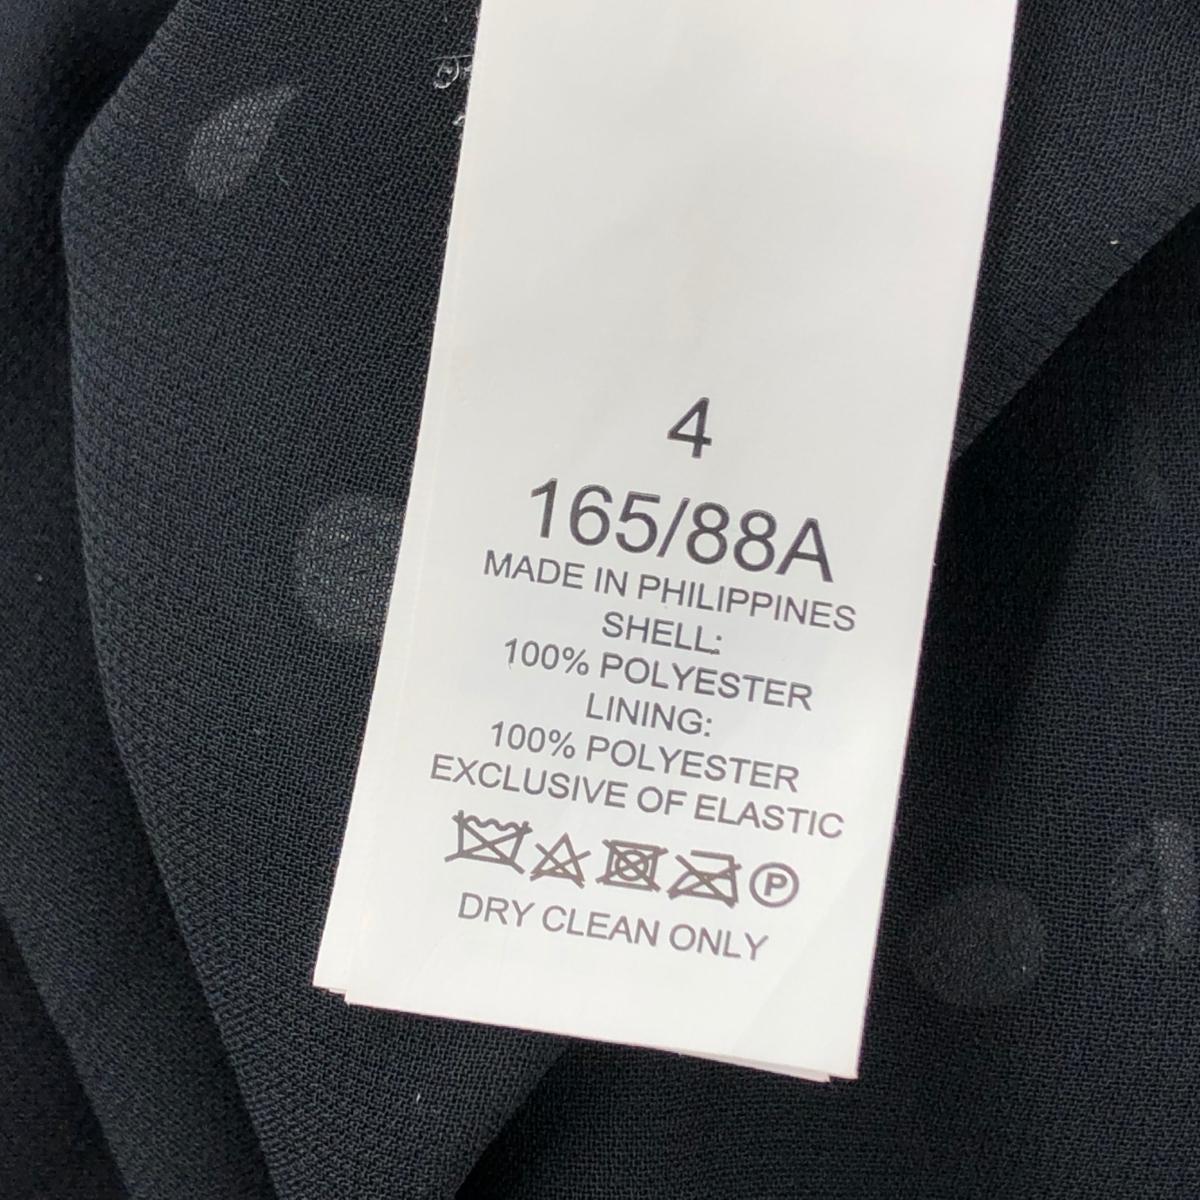 4
165/88A
MADE IN PHILIPPINES
SHELL:
100% POLYESTER
LINING:
100% POLYESTER
EXCLUSIVE OF ELASTIC
P
DRY CLEAN ONLY